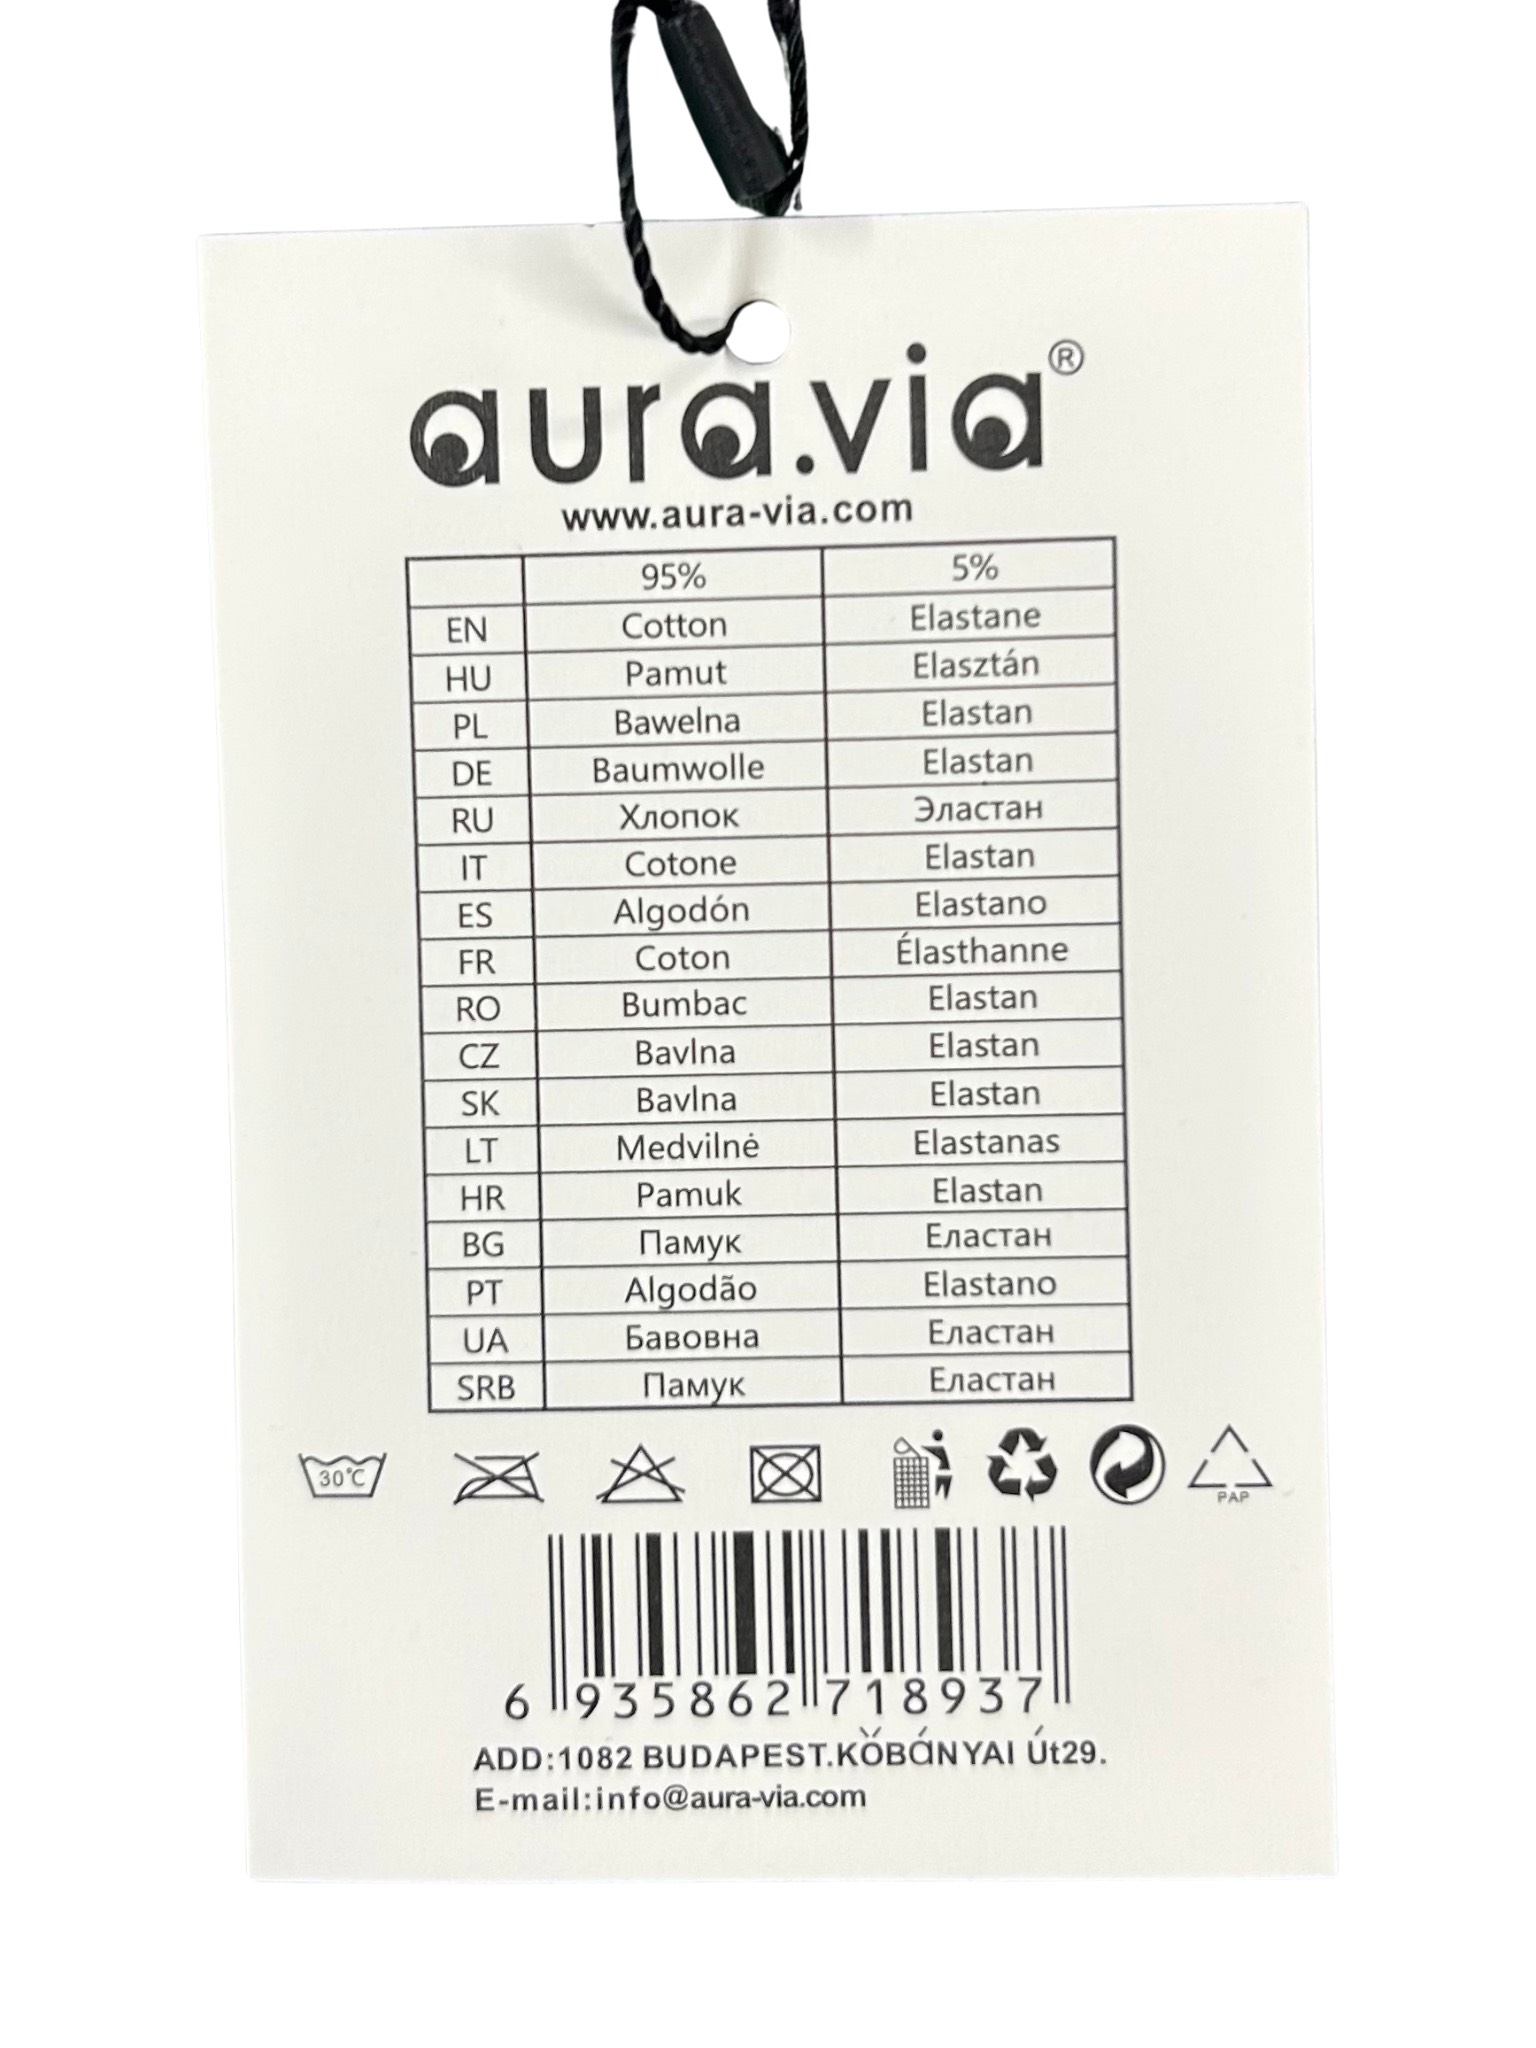 aura.via®
www.aura-via.com
95% 5%
EN Cotton Elastane
HU Pamut Elasztán
PL Bawelna Elastan
DE Baumwolle Elastan
RU Хлопок Эластан
IT Cotone Elastan
ES Algodón Elastano
FR Coton Élasthanne
RO Bumbac Elastan
CZ Bavlna Elastan
SK Bavlna Elastan
LT Medvilnė Elastanas
HR Pamuk Elastan
BG Памук Еластан
PT Algodão Elastano
UA Бавовна Еластан
SRB Памук Еластан
30°C PAP
6 935862 718937
ADD:1082 BUDAPEST.KŐBÁNYAI Út29.
E-mail:info@aura-via.com